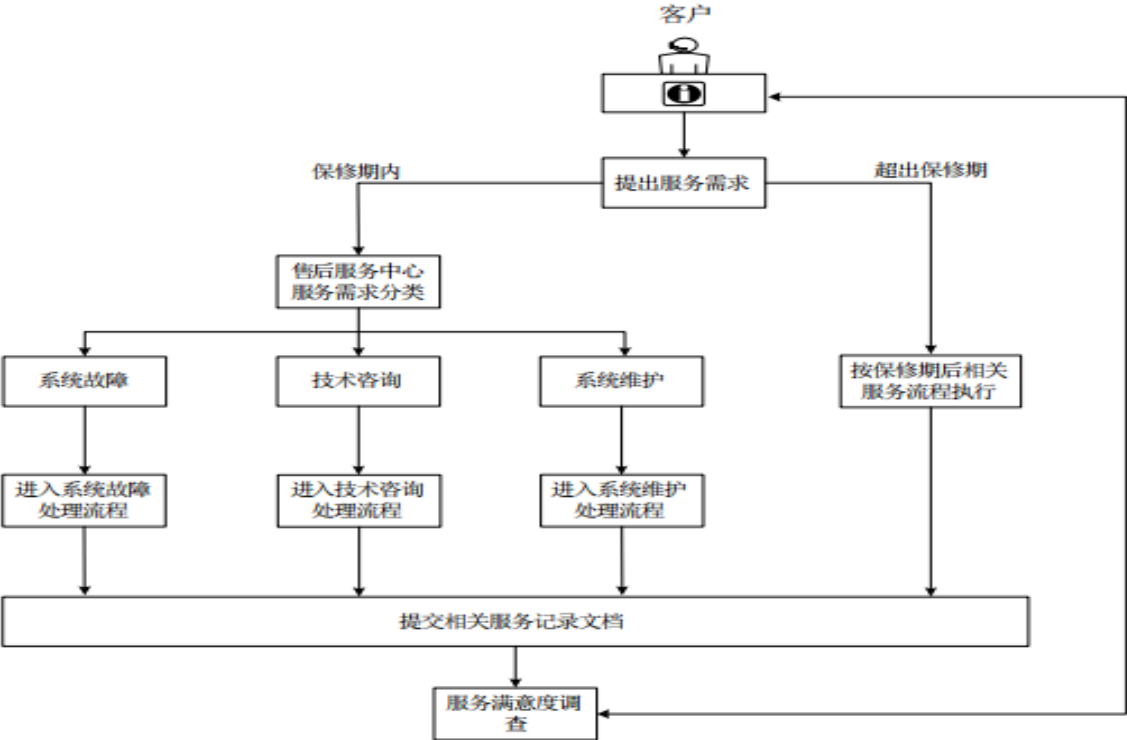 客户
保修期内
提出服务需求
超出保修期
售后服务中心
服务需求分类
系统故障
技术咨询
系统维护
按保修期后相关
服务流程执行
进入系统故障
处理流程
进入技术咨询
处理流程
进入系统维护
处理流程
提交相关服务记录文档
服务满意度调
查